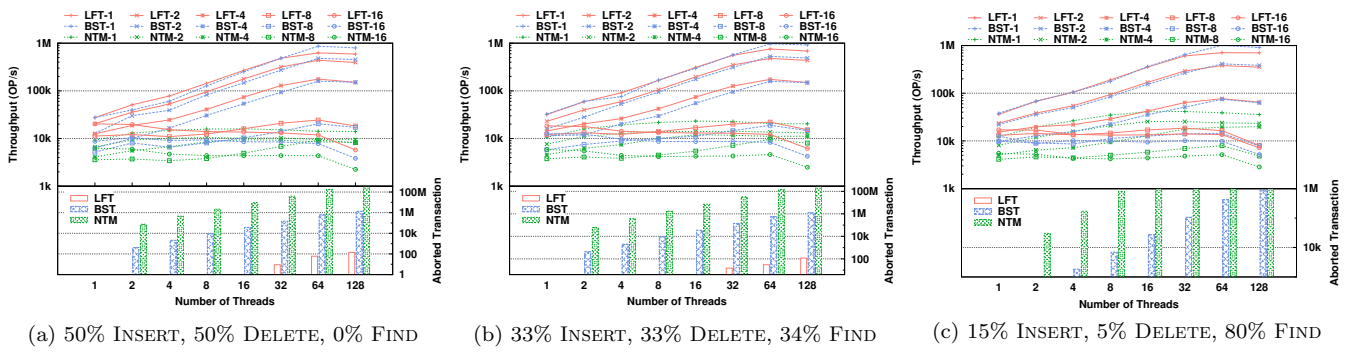 LFT-1 LFT-2 LFT-4 LFT-8 LFT-16
BST-1 BST-2 BST-4 BST-8 BST-16
NTM-1 NTM-2 NTM-4 NTM-8 NTM-16
1M
100k
10k
1k
Throughput (OP/s)
LFT
BST
NTM
100M
1M
10k
100
1
Aborted Transaction
1 2 4 8 16 32 64 128
Number of Threads
(a) 50% INSERT, 50% DELETE, 0% FIND
LFT-1 LFT-2 LFT-4 LFT-8 LFT-16
BST-1 BST-2 BST-4 BST-8 BST-16
NTM-1 NTM-2 NTM-4 NTM-8 NTM-16
1M
100k
10k
1k
Throughput (OP/s)
LFT
BST
NTM
100M
1M
10k
100
Aborted Transaction
1 2 4 8 16 32 64 128
Number of Threads
(b) 33% INSERT, 33% DELETE, 34% FIND
LFT-1 LFT-2 LFT-4 LFT-8 LFT-16
BST-1 BST-2 BST-4 BST-8 BST-16
NTM-1 NTM-2 NTM-4 NTM-8 NTM-16
1M
100k
10k
1k
Throughput (OP/s)
LFT
BST
NTM
1M
10k
Aborted Transaction
1 2 4 8 16 32 64 128
Number of Threads
(c) 15% INSERT, 5% DELETE, 80% FIND